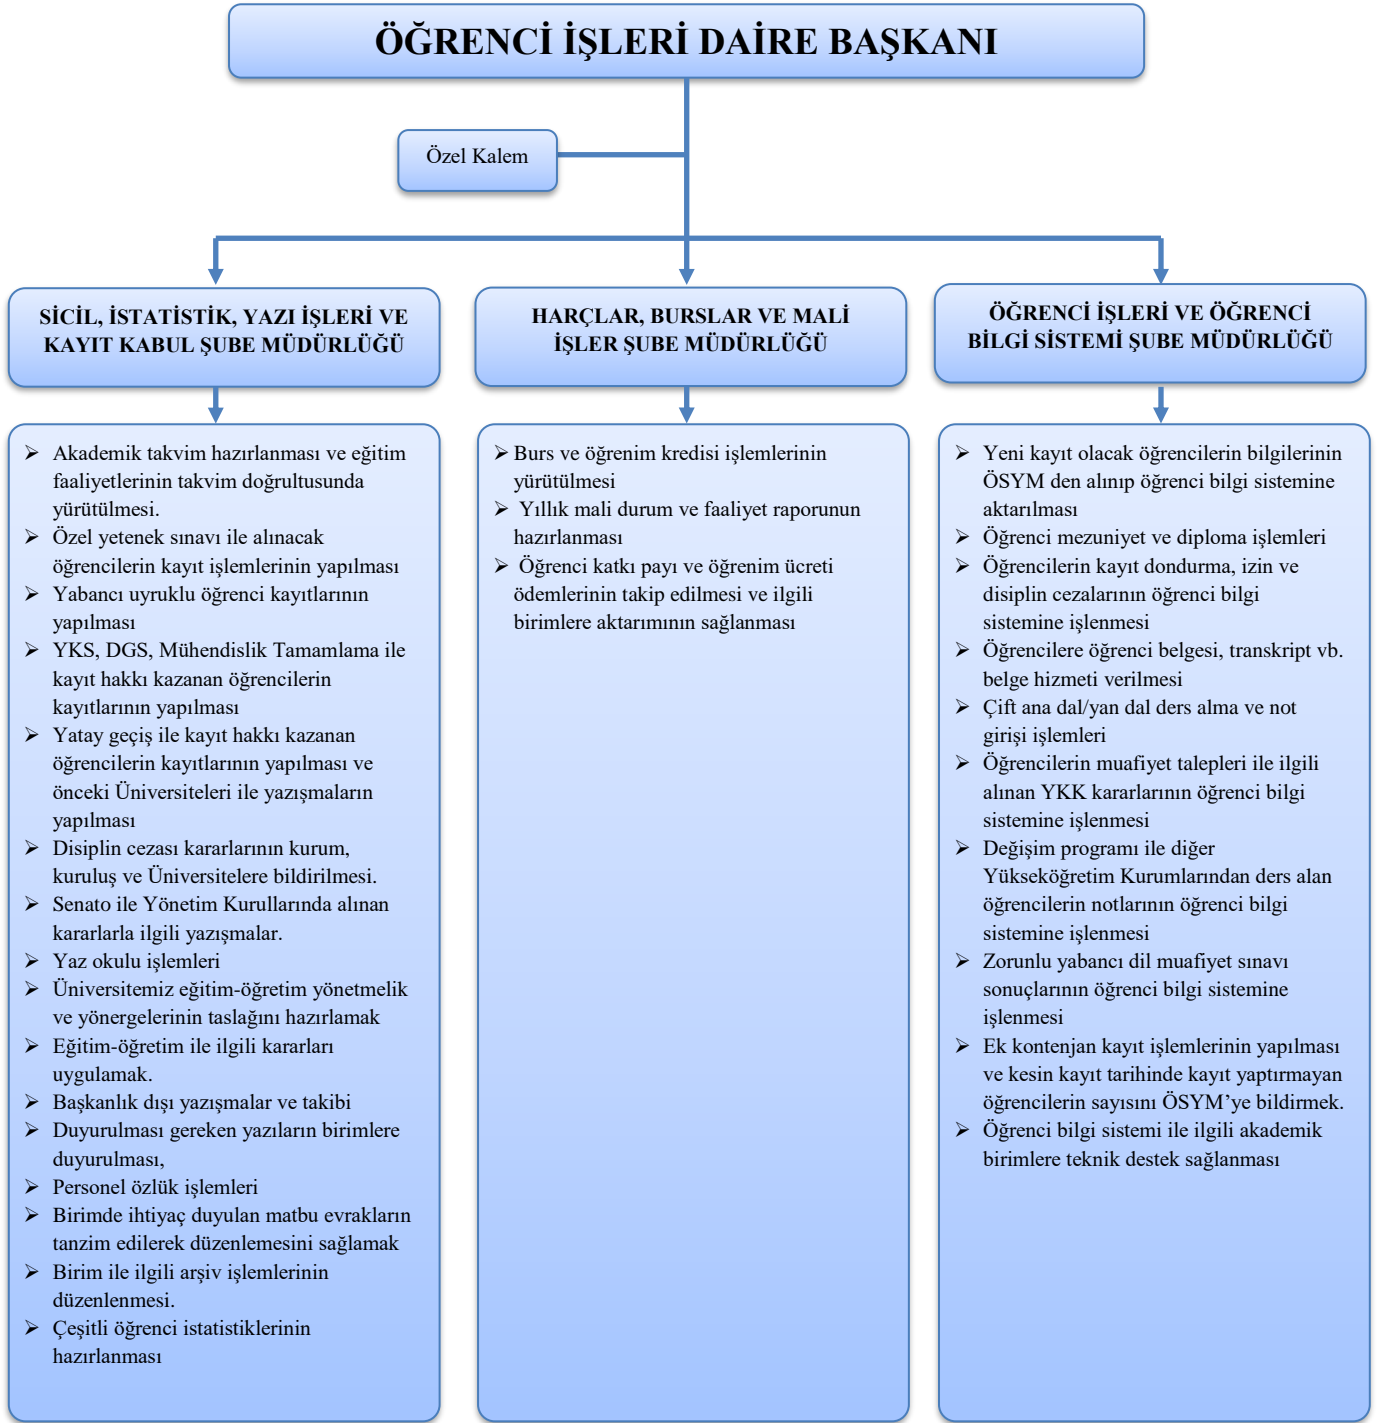 ÖĞRENCİ İŞLERİ DAİRE BAŞKANI
Özel Kalem
SİCİL, İSTATİSTİK, YAZI İŞLERİ VE
KAYIT KABUL ŞUBE MÜDÜRLÜĞÜ
➢ Akademik takvim hazırlanması ve eğitim
faaliyetlerinin takvim doğrultusunda
yürütülmesi.
➢ Özel yetenek sınavı ile alınacak
öğrencilerin kayıt işlemlerinin yapılması
➢ Yabancı uyruklu öğrenci kayıtlarının
yapılması
➢ YKS, DGS, Mühendislik Tamamlama ile
kayıt hakkı kazanan öğrencilerin
kayıtlarının yapılması
➢ Yatay geçiş ile kayıt hakkı kazanan
öğrencilerin kayıtlarının yapılması ve
önceki Üniversiteleri ile yazışmaların
yapılması
➢ Disiplin cezası kararlarının kurum,
kuruluş ve Üniversitelere bildirilmesi.
➢ Senato ile Yönetim Kurullarında alınan
kararlarla ilgili yazışmalar.
➢ Yaz okulu işlemleri
➢ Üniversitemiz eğitim-öğretim yönetmelik
ve yönergelerinin taslağını hazırlamak
➢ Eğitim-öğretim ile ilgili kararları
uygulamak.
➢ Başkanlık dışı yazışmalar ve takibi
➢ Duyurulması gereken yazıların birimlere
duyurulması,
➢ Personel özlük işlemleri
➢ Birimde ihtiyaç duyulan matbu evrakların
tanzim edilerek düzenlemesini sağlamak
➢ Birim ile ilgili arşiv işlemlerinin
düzenlenmesi.
➢ Çeşitli öğrenci istatistiklerinin
hazırlanması
HARÇLAR, BURSLAR VE MALİ
İŞLER ŞUBE MÜDÜRLÜĞÜ
➢ Burs ve öğrenim kredisi işlemlerinin
yürütülmesi
➢ Yıllık mali durum ve faaliyet raporunun
hazırlanması
➢ Öğrenci katkı payı ve öğrenim ücreti
ödemlerinin takip edilmesi ve ilgili
birimlere aktarımının sağlanması
ÖĞRENCİ İŞLERİ VE ÖĞRENCİ
BİLGİ SİSTEMİ ŞUBE MÜDÜRLÜĞÜ
➢ Yeni kayıt olacak öğrencilerin bilgilerinin
ÖSYM den alınıp öğrenci bilgi sistemine
aktarılması
➢ Öğrenci mezuniyet ve diploma işlemleri
➢ Öğrencilerin kayıt dondurma, izin ve
disiplin cezalarının öğrenci bilgi
sistemine işlenmesi
➢ Öğrencilere öğrenci belgesi, transkript vb.
belge hizmeti verilmesi
➢ Çift ana dal/yan dal ders alma ve not
girişi işlemleri
➢ Öğrencilerin muafiyet talepleri ile ilgili
alınan YKK kararlarının öğrenci bilgi
sistemine işlenmesi
➢ Değişim programı ile diğer
Yükseköğretim Kurumlarından ders alan
öğrencilerin notlarının öğrenci bilgi
sistemine işlenmesi
➢ Zorunlu yabancı dil muafiyet sınavı
sonuçlarının öğrenci bilgi sistemine
işlenmesi
➢ Ek kontenjan kayıt işlemlerinin yapılması
ve kesin kayıt tarihinde kayıt yaptırmayan
öğrencilerin sayısını ÖSYM’ye bildirmek.
➢ Öğrenci bilgi sistemi ile ilgili akademik
birimlere teknik destek sağlanması